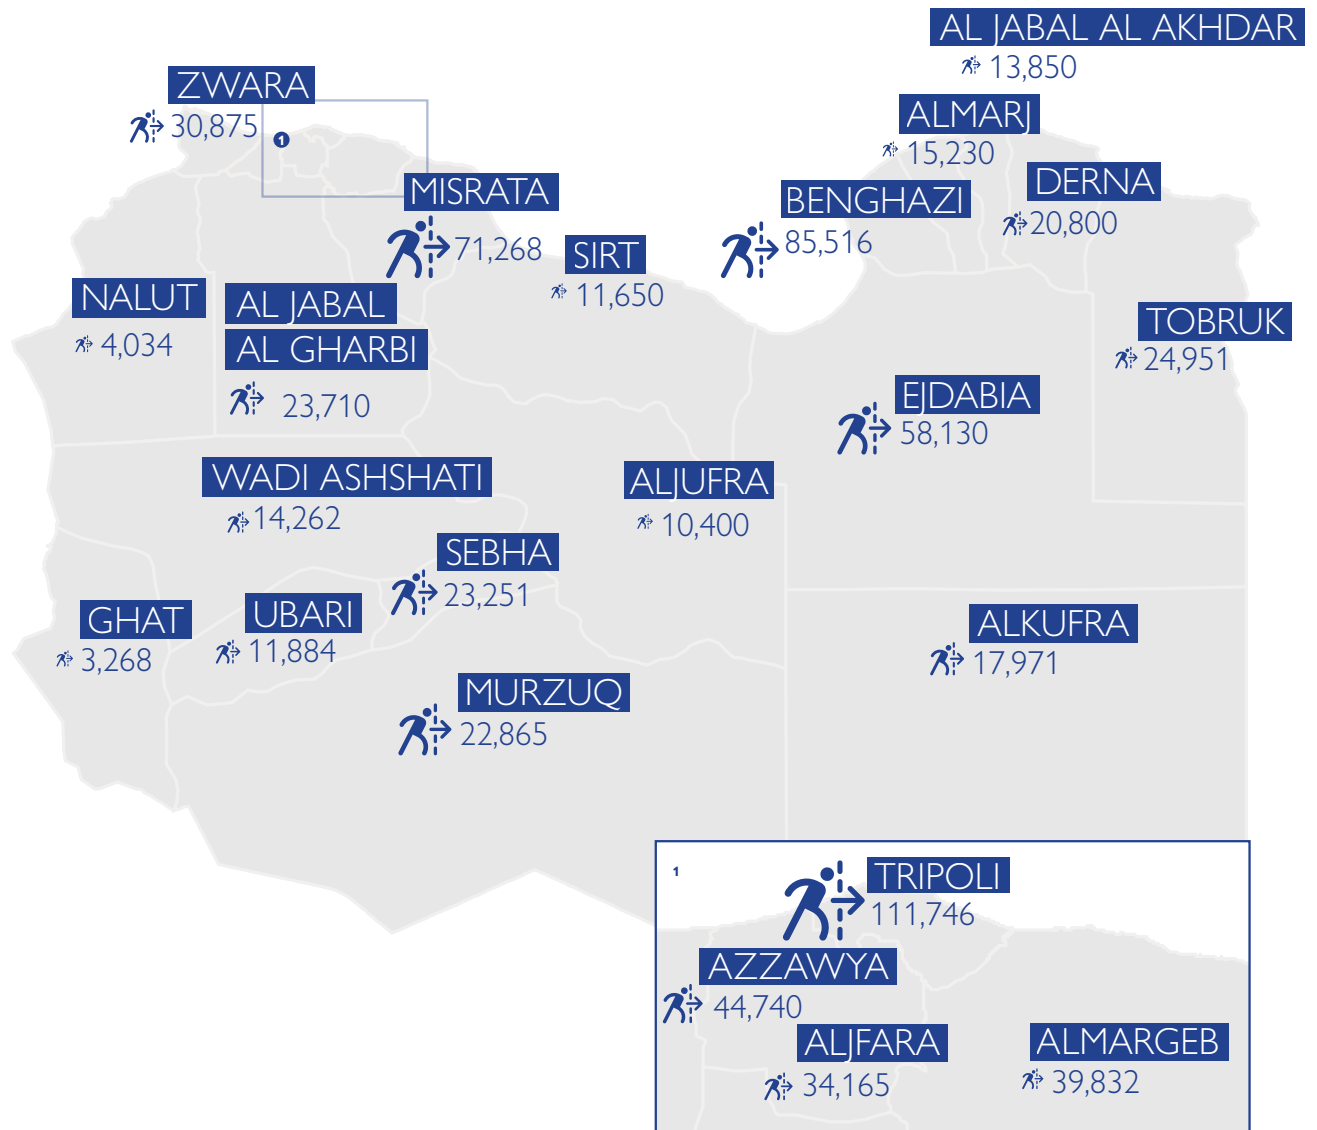 AL JABAL AL AKHDAR
13,850
ZWARA
30,875
1
ALMARJ
15,230
DERNA
20,800
MISRATA
71,268
BENGHAZI
85,516
SIRT
11,650
NALUT
4,034
AL JABAL
AL GHARBI
23,710
TOBRUK
24,951
EJDABIA
58,130
WADI ASHSHATI
14,262
ALJUFRA
10,400
SEBHA
23,251
GHAT
3,268
UBARI
11,884
ALKUFRA
17,971
MURZUQ
22,865
1
TRIPOLI
111,746
AZZAWYA
44,740
ALJFARA
34,165
ALMARGEB
39,832